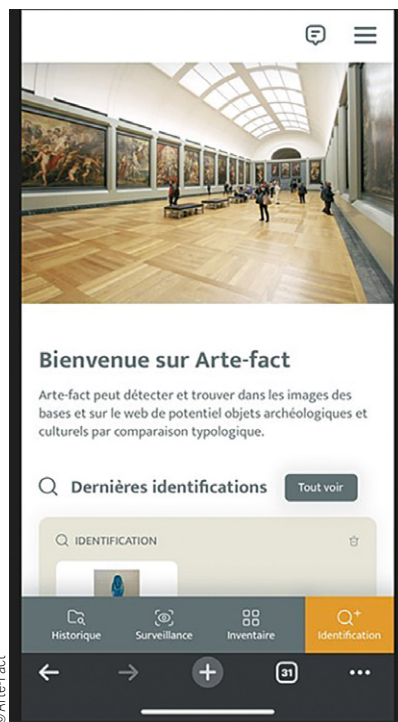 Bienvenue sur Arte-fact
Arte-fact peut détecter et trouver dans les images des
bases et sur le web de potentiel objets archéologiques et
culturels par comparaison typologique.
Dernières identifications
Tout voir
IDENTIFICATION
Historique
Surveillance
Inventaire
Identification
31
© Arte-Fact